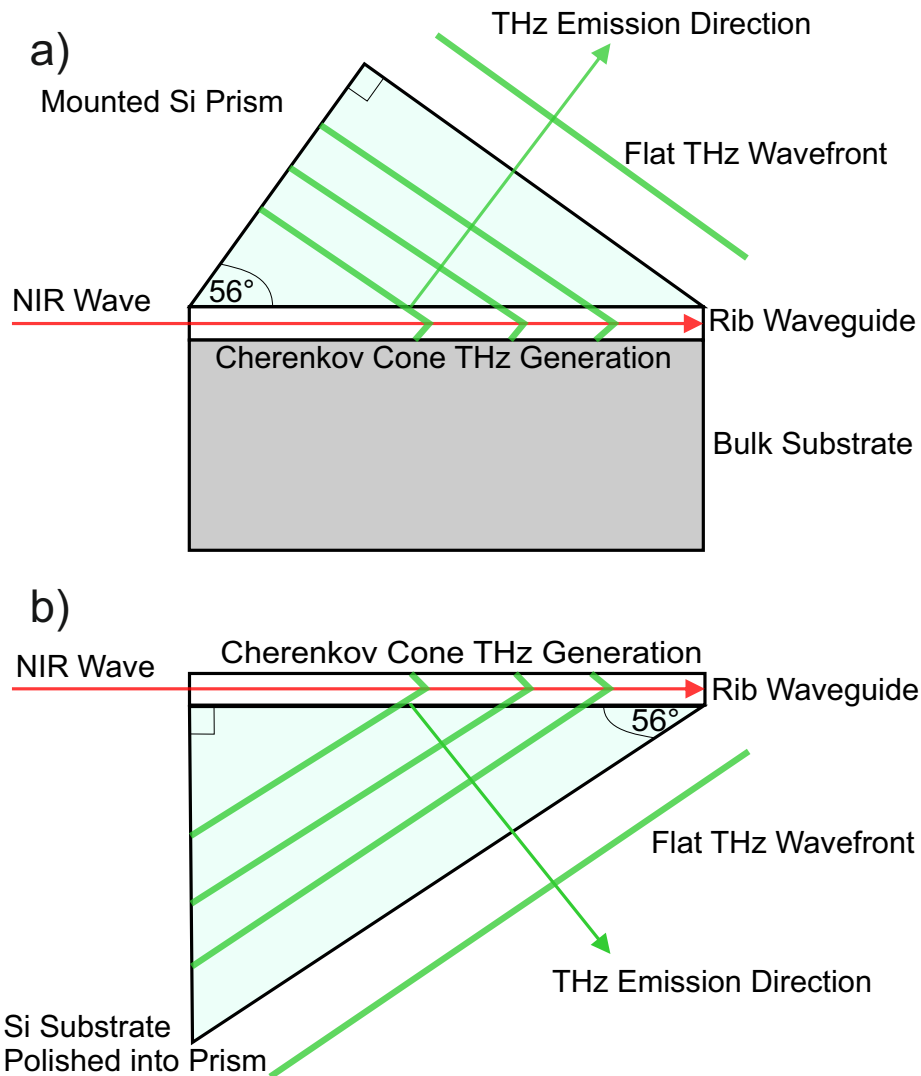 a)
THz Emission Direction
Mounted Si Prism
Flat THz Wavefront
56°
NIR Wave
Rib Waveguide
Cherenkov Cone THz Generation
Bulk Substrate
b)
Cherenkov Cone THz Generation
NIR Wave
Rib Waveguide
56°
Flat THz Wavefront
THz Emission Direction
Si Substrate
Polished into Prism